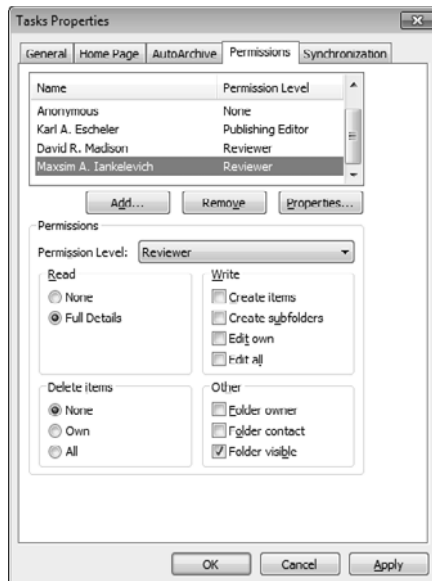 Tasks Properties
General Home Page AutoArchive Permissions Synchronization
Name Permission Level
Anonymous None
Karl A. Escheler Publishing Editor
David R. Madison Reviewer
Maxsim A. Iankelevich Reviewer
Add... Remove Properties...
Permissions
Permission Level: Reviewer
Read Write
None Create items
Full Details Create subfolders
Edit own
Edit all
Delete items Other
None Folder owner
Own Folder contact
All Folder visible
OK Cancel Apply